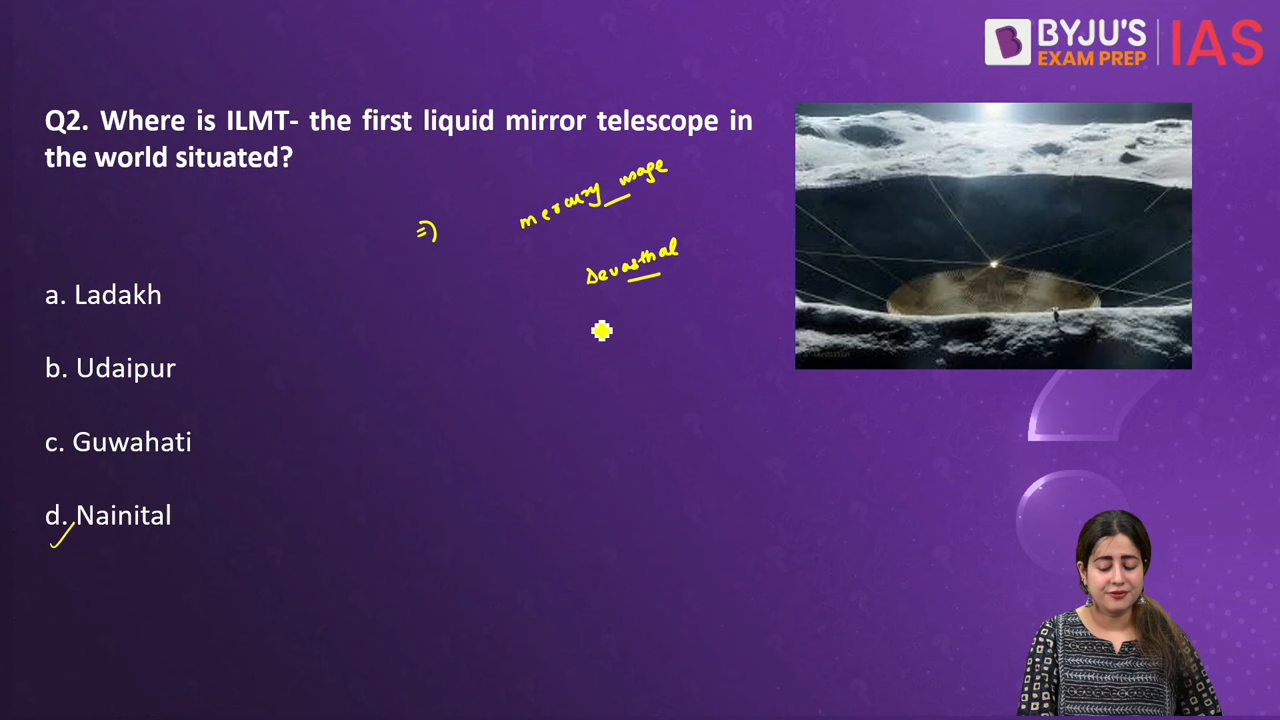 BYJU'S
EXAM PREP
IAS
Q2. Where is ILMT- the first liquid mirror telescope in
the world situated?
mercury usage
=)
Devasthal
a. Ladakh
b. Udaipur
c. Guwahati
d. Nainital